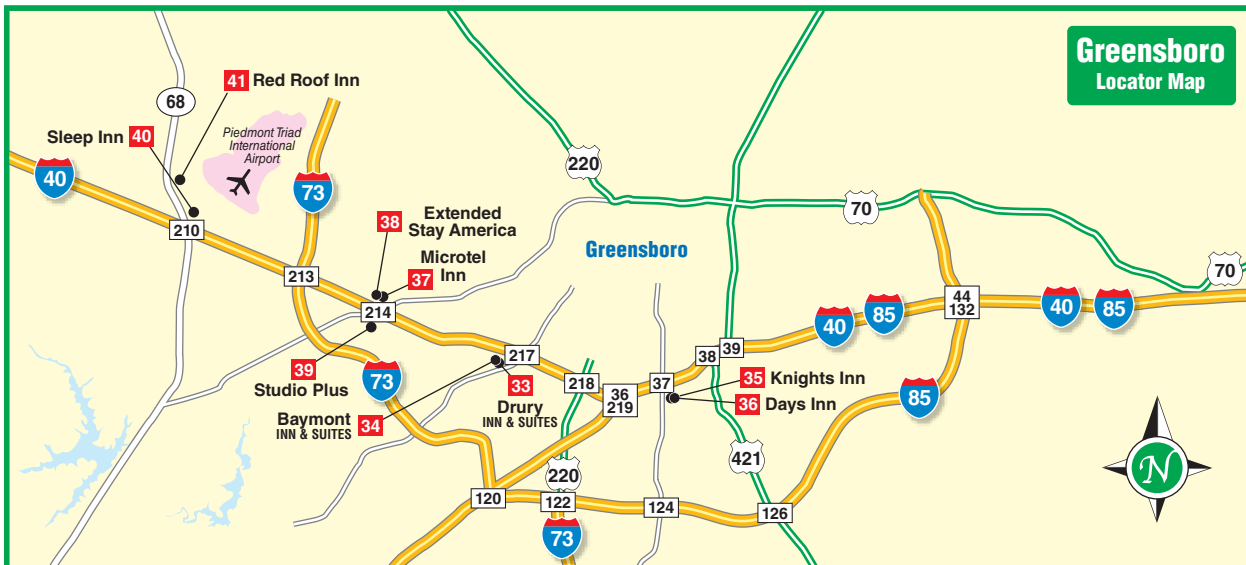 Greensboro
Locator Map
41 Red Roof Inn
68
Sleep Inn 40
Piedmont Triad
International
Airport
40
73
220
70
210
38 Extended
Stay America
Greensboro
37 Microtel
Inn
70
213
214
44
132
40
85
40
85
39
Studio Plus
73
217
218
36
219
37
38
39
35 Knights Inn
36 Days Inn
85
33
Drury
INN & SUITES
Baymont 34
INN & SUITES
220
421
N
120
122
124
126
73